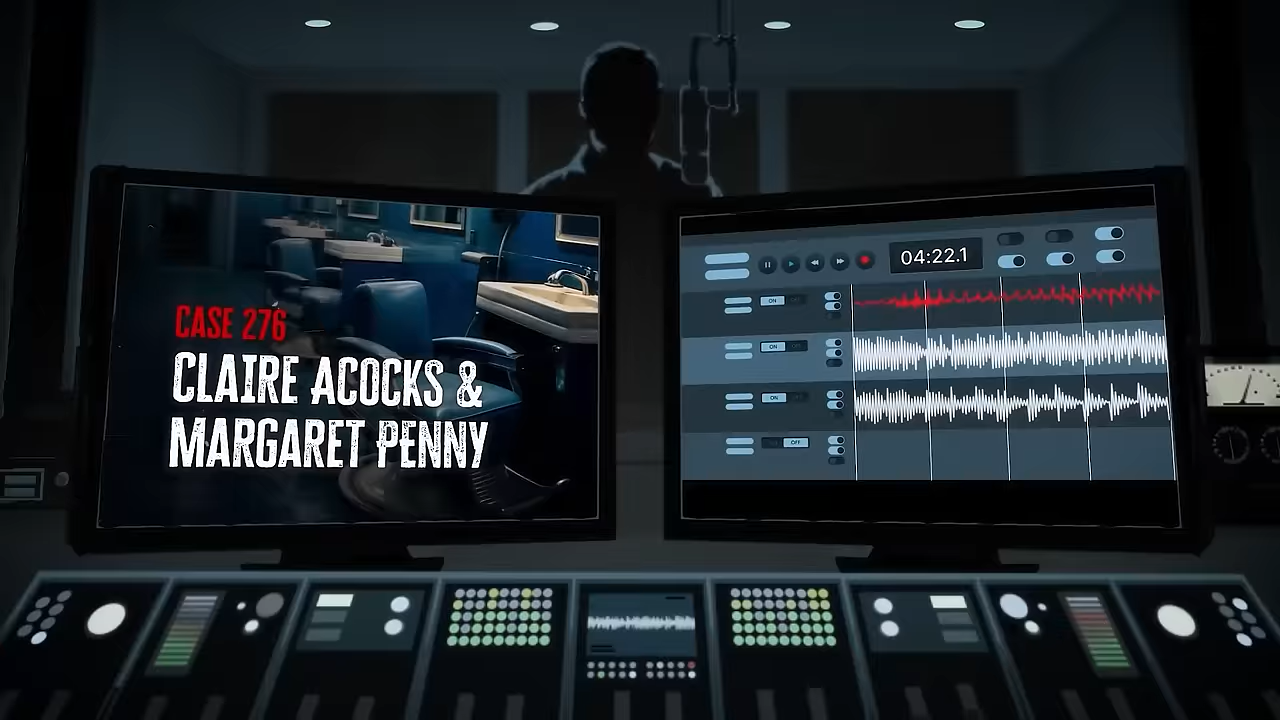 CASE 276
CLAIRE ACOCKS &
MARGARET PENNY
04:22.1
ON
ON
ON
OFF